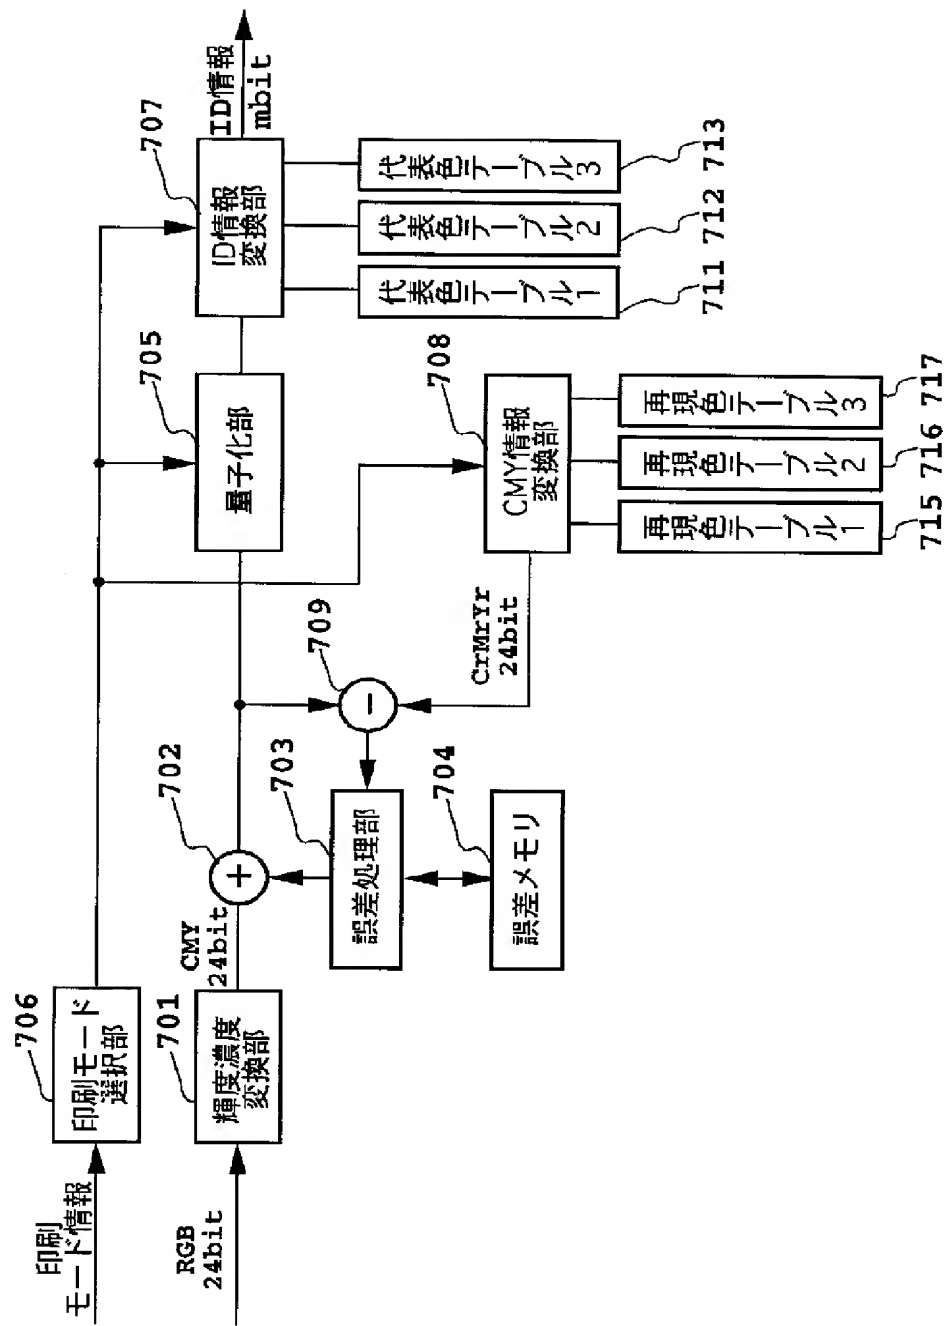 印刷
モード情報
706
印刷モード
選択部
RGB
24bit
701
輝度濃度
変換部
CMY
24bit
702
+
703
誤差処理部
704
誤差メモリ
709
-
CrMrYr
24bit
705
量子化部
708
CMY情報
変換部
再現色テーブル1
再現色テーブル2
再現色テーブル3
715
716
717
707
ID情報
変換部
代表色テーブル1
代表色テーブル2
代表色テーブル3
711
712
713
ID情報
mbit